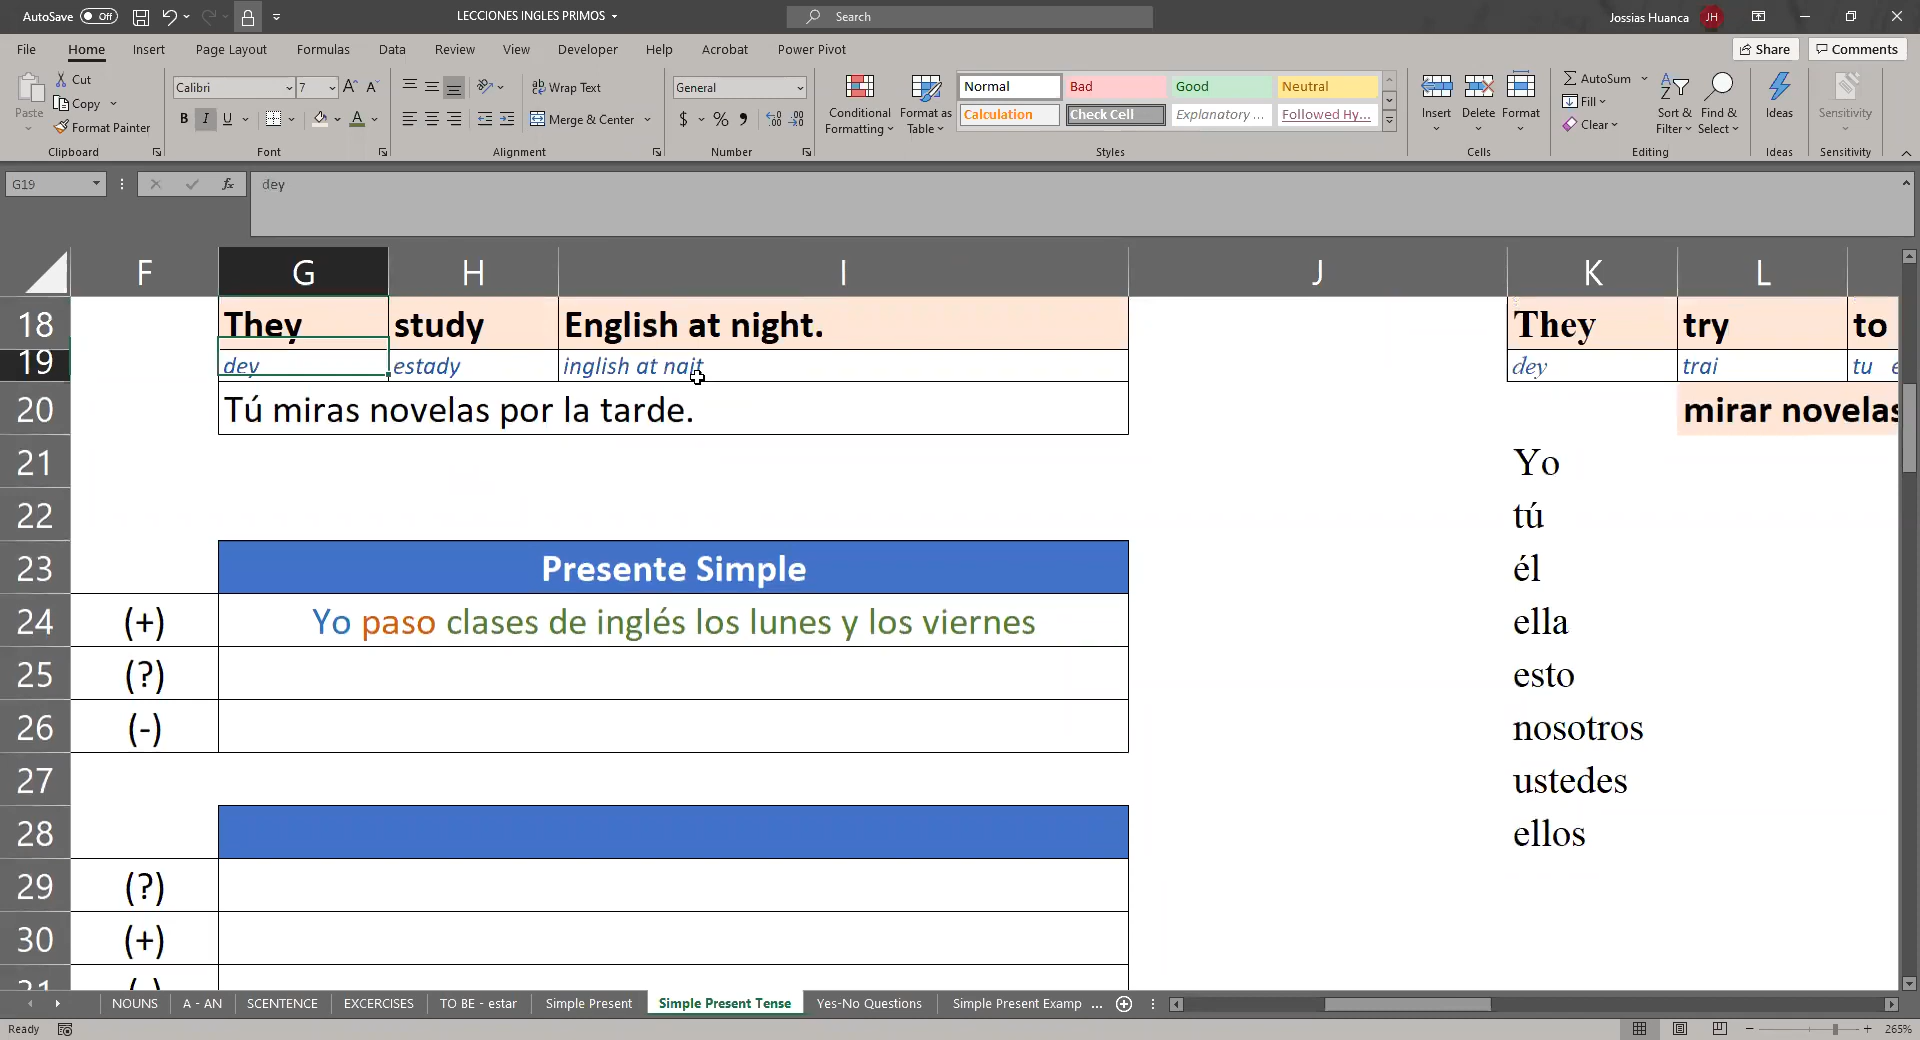 AutoSave Off LECCIONES INGLES PRIMOS Search Jossias Huanca JH
File Home Insert Page Layout Formulas Data Review View Developer Help Acrobat Power Pivot Share Comments
Paste Cut Copy Format Painter
Calibri 7
B I U A
Wrap Text
Merge & Center
General
$ % 9
Conditional Formatting Format as Table
Normal Bad Good Neutral
Calculation Check Cell Explanatory ... Followed Hy...
Insert Delete Format
AutoSum Fill Clear
Sort & Filter Find & Select
Ideas Sensitivity
Clipboard Font Alignment Number Styles Cells Editing Ideas Sensitivity
G19 fx dey
F G H I J K L
18 They study English at night. They try to
19 dey estady inglish at nait dey trai tu e
20 Tú miras novelas por la tarde. mirar novelas
21 Yo
22 tú
23 Presente Simple él
24 (+) Yo paso clases de inglés los lunes y los viernes ella
25 (?) esto
26 (-) nosotros
27 ustedes
28 ellos
29 (?)
30 (+)
31 (-)
NOUNS A - AN SCENTENCE EXCERCISES TO BE - estar Simple Present Simple Present Tense Yes-No Questions Simple Present Examp ...
Ready 265%